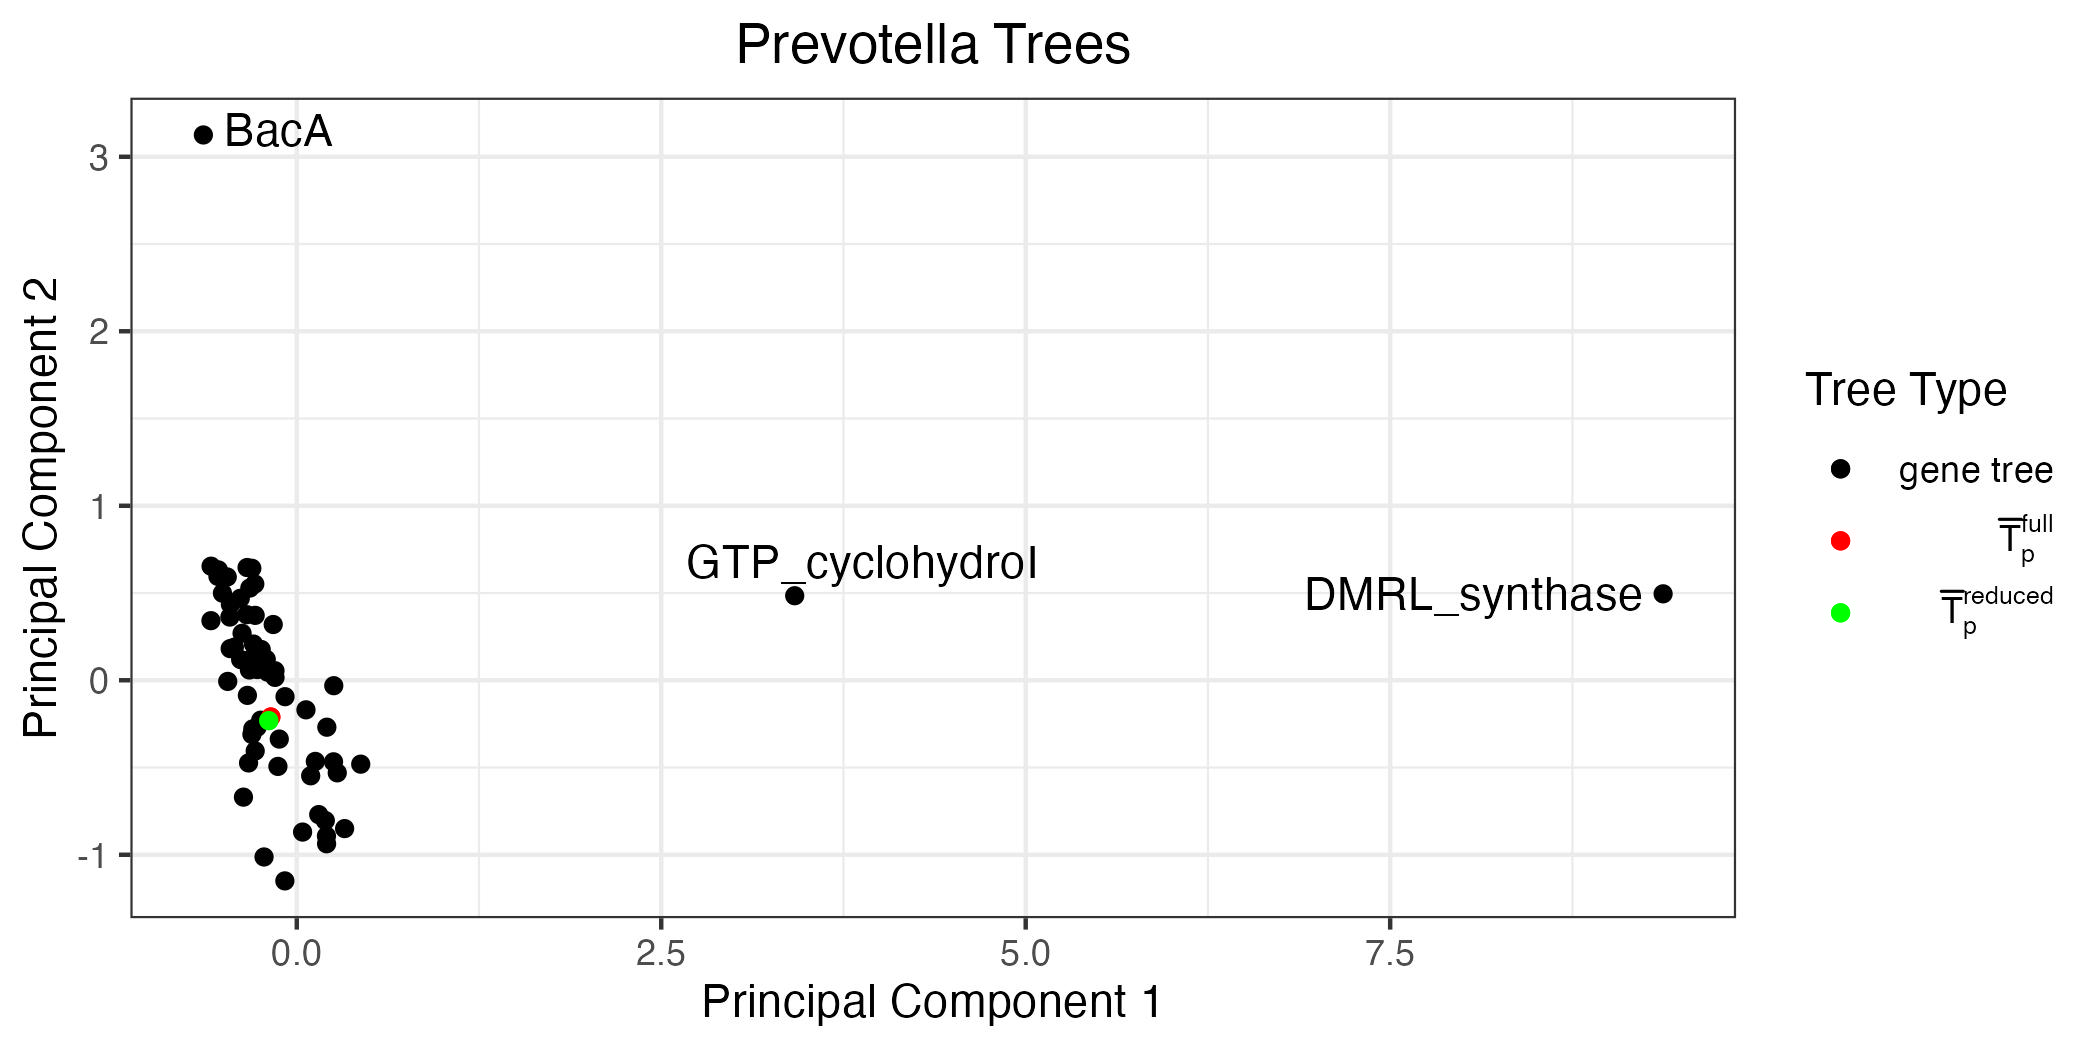 Prevotella Trees
BacA
GTP_cyclohydroI
DMRL_synthase
3
2
1
0
-1
Principal Component 2
0.0
2.5
5.0
7.5
Principal Component 1
Tree Type
gene tree
T̅ₚ^full
T̅ₚ^reduced